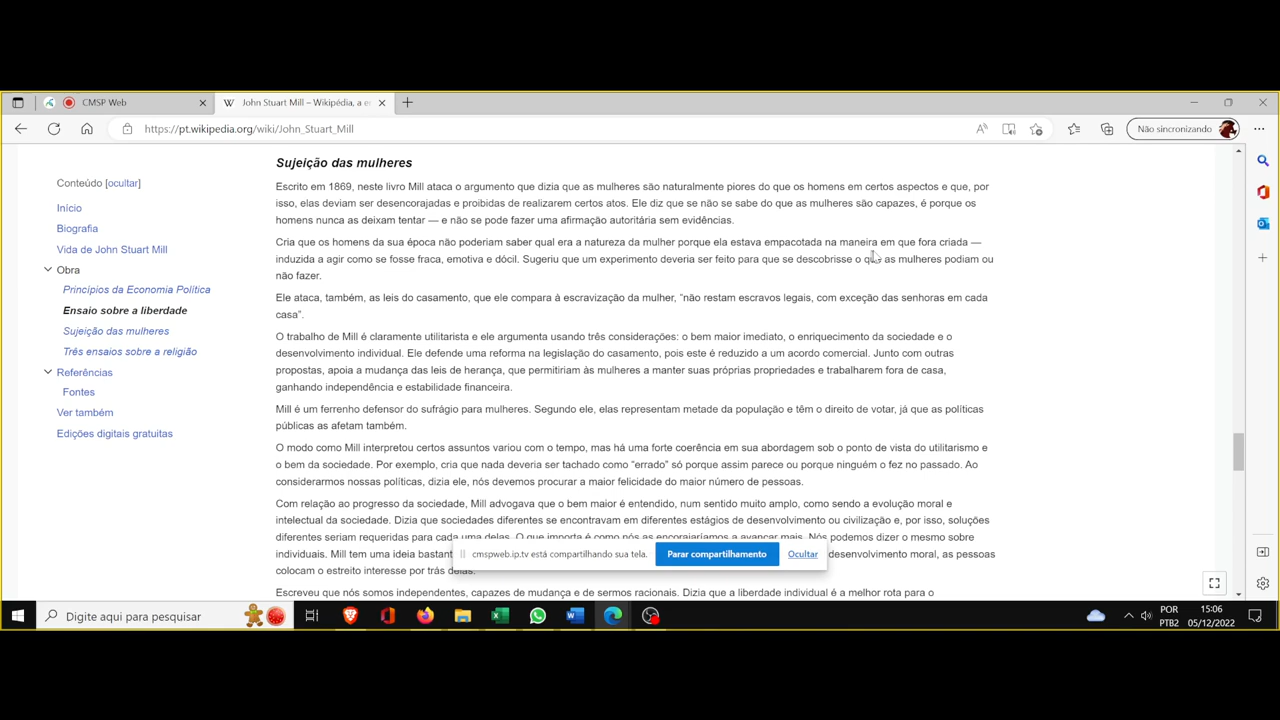 CMSP Web
John Stuart Mill – Wikipédia, a en
https://pt.wikipedia.org/wiki/John_Stuart_Mill
Não sincronizando
Conteúdo [ocultar]
Início
Biografia
Vida de John Stuart Mill
Obra
Principios da Economia Política
Ensaio sobre a liberdade
Sujeição das mulheres
Três ensaios sobre a religião
Referências
Fontes
Ver também
Edições digitais gratuitas
Sujeição das mulheres
Escrito em 1869, neste livro Mill ataca o argumento que dizia que as mulheres são naturalmente piores do que os homens em certos aspectos e que, por
isso, elas deviam ser desencorajadas e proibidas de realizarem certos atos. Ele diz que se não se sabe do que as mulheres são capazes, é porque os
homens nunca as deixam tentar — e não se pode fazer uma afirmação autoritária sem evidências.
Cria que os homens da sua época não poderiam saber qual era a natureza da mulher porque ela estava empacotada na maneira em que fora criada —
induzida a agir como se fosse fraca, emotiva e dócil. Sugeriu que um experimento deveria ser feito para que se descobrisse o que as mulheres podiam ou
não fazer.
Ele ataca, também, as leis do casamento, que ele compara à escravização da mulher, “não restam escravos legais, com exceção das senhoras em cada
casa”.
O trabalho de Mill é claramente utilitarista e ele argumenta usando três considerações: o bem maior imediato, o enriquecimento da sociedade e o
desenvolvimento individual. Ele defende uma reforma na legislação do casamento, pois este é reduzido a um acordo comercial. Junto com outras
propostas, apoia a mudança das leis de herança, que permitiriam às mulheres a manter suas próprias propriedades e trabalharem fora de casa,
ganhando independência e estabilidade financeira.
Mill é um ferrenho defensor do sufrágio para mulheres. Segundo ele, elas representam metade da população e têm o direito de votar, já que as políticas
públicas as afetam também.
O modo como Mill interpretou certos assuntos variou com o tempo, mas há uma forte coerência em sua abordagem sob o ponto de vista do utilitarismo e
o bem da sociedade. Por exemplo, cria que nada deveria ser tachado como “errado” só porque assim parece ou porque ninguém o fez no passado. Ao
considerarmos nossas políticas, dizia ele, nós devemos procurar a maior felicidade do maior número de pessoas.
Com relação ao progresso da sociedade, Mill advogava que o bem maior é entendido, num sentido muito amplo, como sendo a evolução moral e
intelectual da sociedade. Dizia que sociedades diferentes se encontravam em diferentes estágios de desenvolvimento ou civilização e, por isso, soluções
diferentes seriam requeridas para cada uma delas. O que importa é como nós as encorajaríamos a avançar mais. Nós podemos dizer o mesmo sobre
individuais. Mill tem uma ideia bastant desenvolvimento moral, as pessoas
colocam o estreito interesse por trás delas.
cmspweb.ip.tv está compartilhando sua tela.
Parar compartilhamento
Ocultar
Escreveu que nós somos independentes, capazes de mudança e de sermos racionais. Dizia que a liberdade individual é a melhor rota para o
Digite aqui para pesquisar
POR
PTB2
15:06
05/12/2022